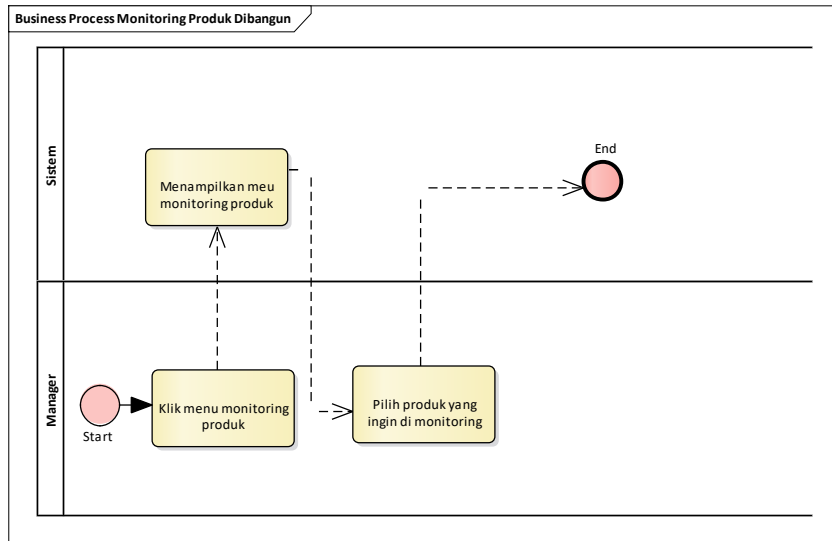 Business Process Monitoring Produk Dibangun
Sistem
Menampilkan meu
monitoring produk
End
Manager
Start
Klik menu monitoring
produk
Pilih produk yang
ingin di monitoring